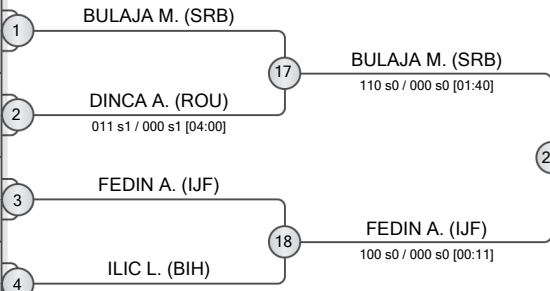 BULAJA M. (SRB)
1
17
BULAJA M. (SRB)
110 s0 / 000 s0 [01:40]
DINCA A. (ROU)
2
011 s1 / 000 s1 [04:00]
FEDIN A. (IJF)
3
18
FEDIN A. (IJF)
100 s0 / 000 s0 [00:11]
ILIC L. (BIH)
4